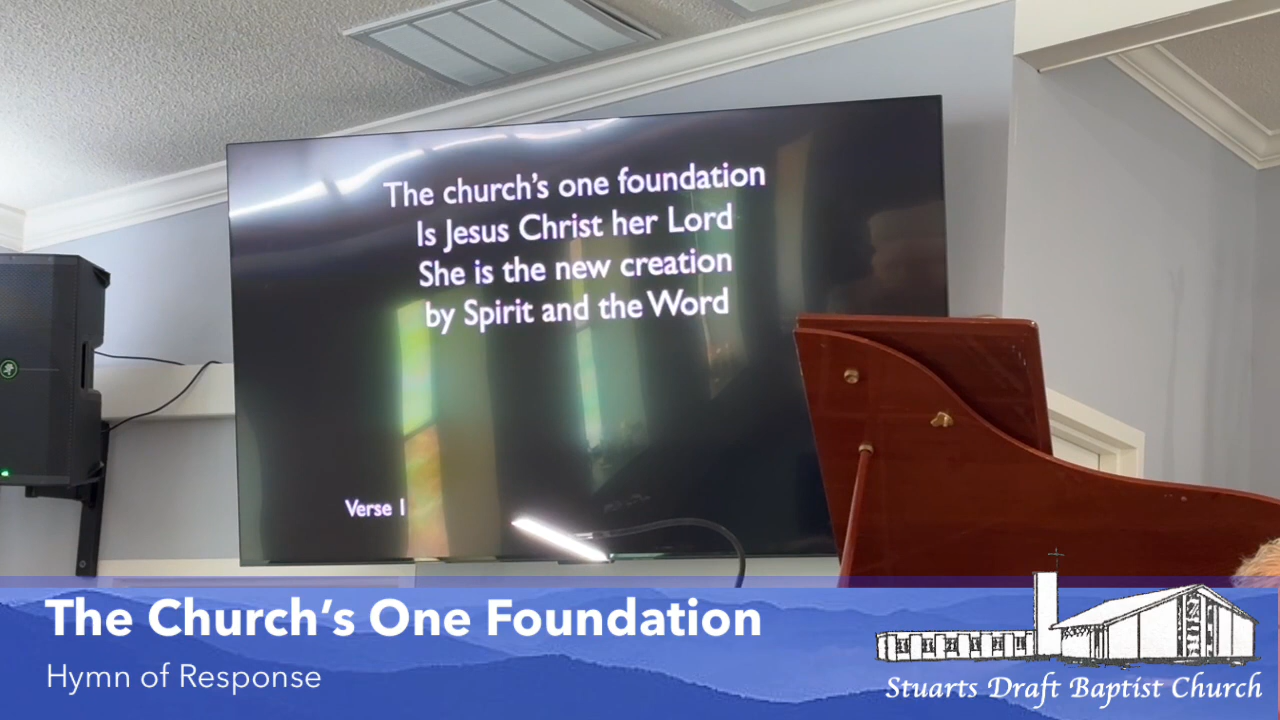 The church's one foundation
Is Jesus Christ her Lord
She is the new creation
by Spirit and the Word
Verse 1
The Church's One Foundation
Hymn of Response
Stuarts Draft Baptist Church